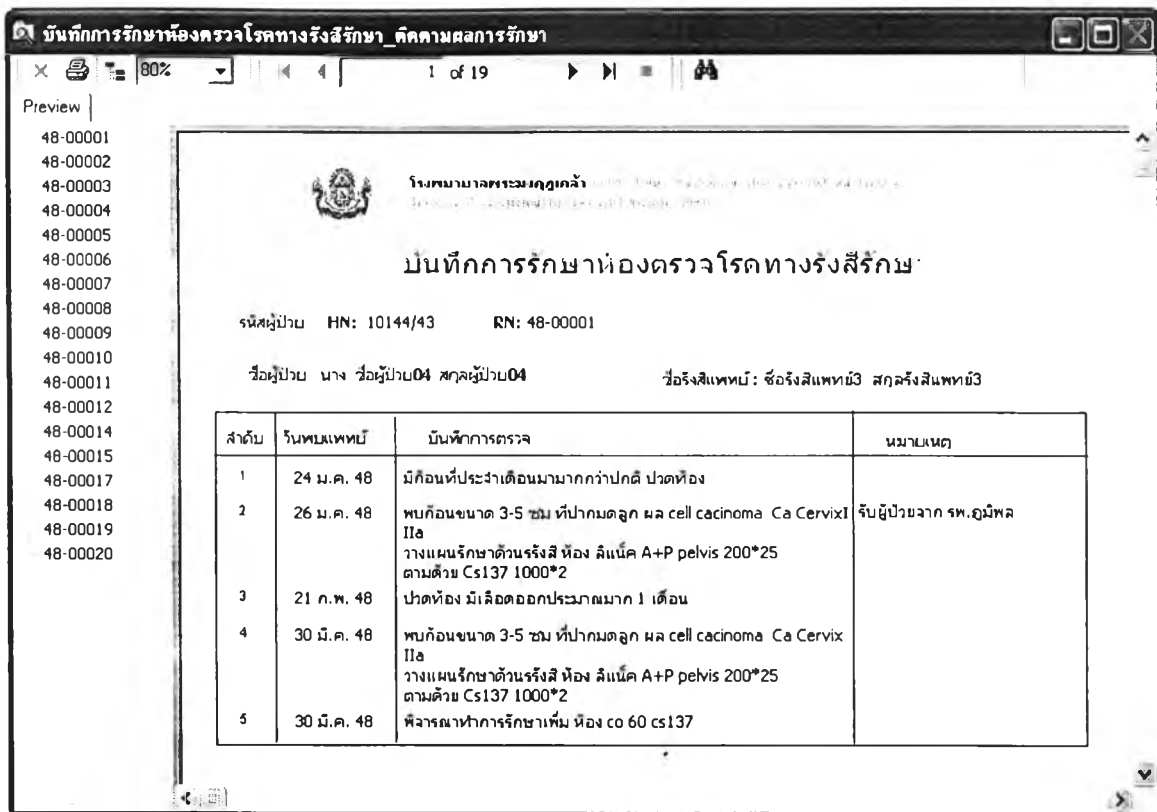 บันทึกการรักษาห้องตรวจโรคทางรังสีรักษา_ติดตามผลการรักษา
80%
1 of 19
Preview
48-00001
48-00002
48-00003
48-00004
48-00005
48-00006
48-00007
48-00008
48-00009
48-00010
48-00011
48-00012
48-00014
48-00015
48-00017
48-00018
48-00019
48-00020
โรงพยาบาลพระมงกุฎเกล้า
บันทึกการรักษาห้องตรวจโรคทางรังสีรักษ
รหัสผู้ป่วย HN: 10144/43 RN: 48-00001
ชื่อผู้ป่วย นาง ชื่อผู้ป่วย04 สกุลผู้ป่วย04 ชื่อรังสีแพทย์ : ชื่อรังสีแพทย์3 สกุลรังสีแพทย์3
ลำดับ วันพบแพทย์ บันทึกการตรวจ หมายเหตุ
1 24 ม.ค. 48 มีก้อนที่ประจำเดือนมามากกว่าปกติ ปวดท้อง
2 26 ม.ค. 48 พบก้อนขนาด 3-5 ซม ที่ปากมดลูก ผล cell cacinoma Ca CervixI รับผู้ป่วยจาก รพ.ภูมิพล
IIa
วางแผนรักษาด้วนรรังสี ห้อง ลิแน็ค A+P pelvis 200*25
ตามด้วย Cs137 1000*2
3 21 ก.พ. 48 ปวดท้อง มีเลือดออกประมาณมาก 1 เดือน
4 30 มี.ค. 48 พบก้อนขนาด 3-5 ซม ที่ปากมดลูก ผล cell cacinoma Ca Cervix
IIa
วางแผนรักษาด้วนรรังสี ห้อง ลิแน็ค A+P pelvis 200*25
ตามด้วย Cs137 1000*2
5 30 มี.ค. 48 พิจารณาทำการรักษาเพิ่ม ห้อง co 60 cs137